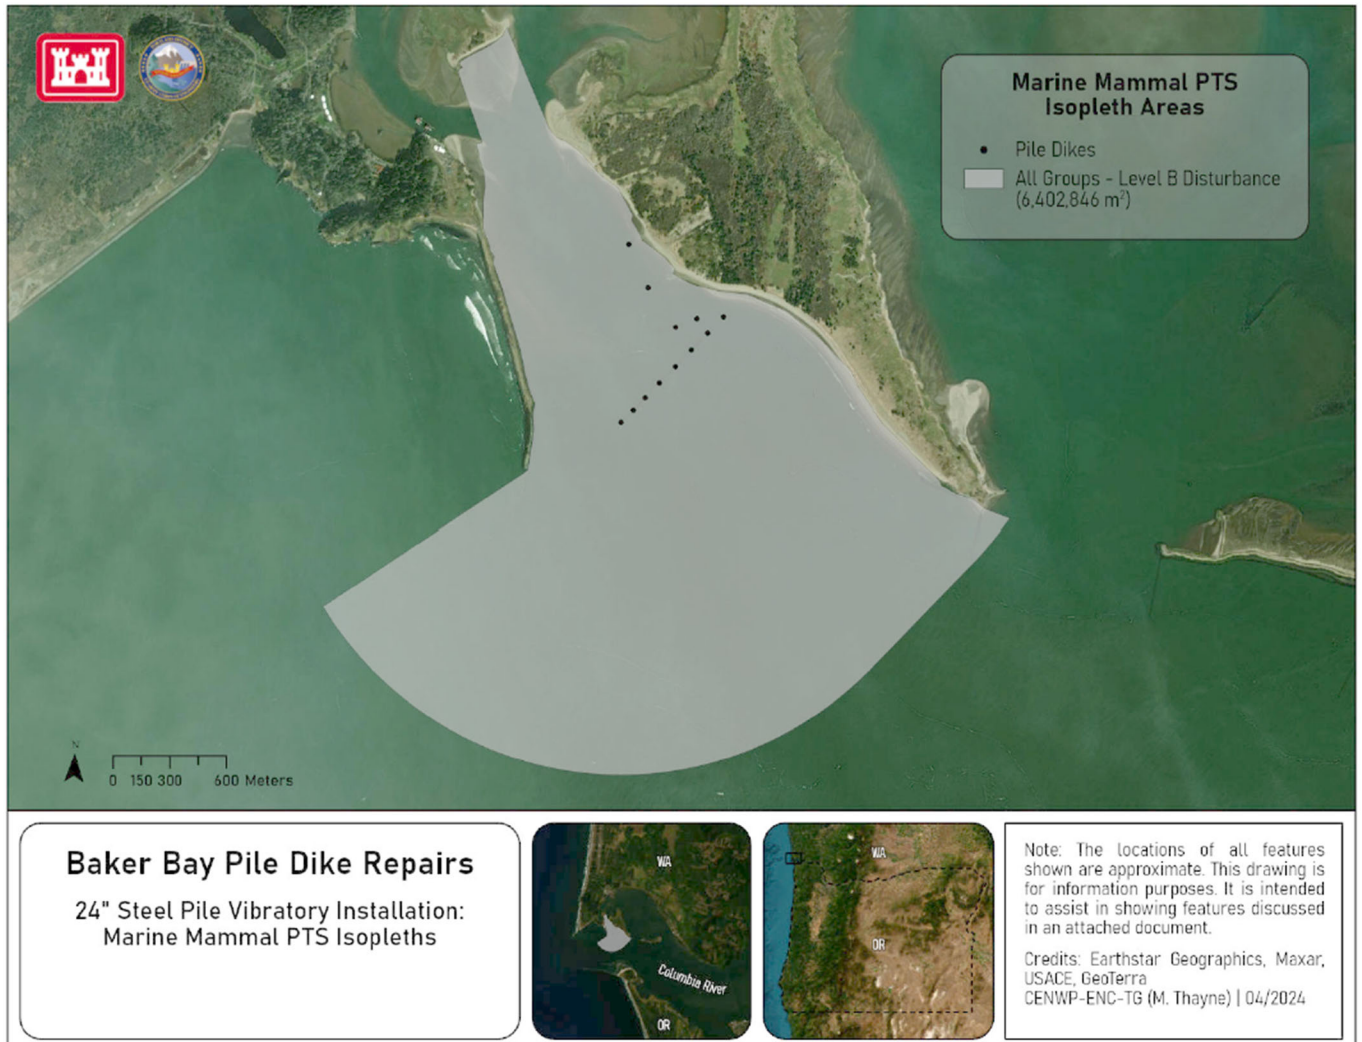 Marine Mammal PTS
Isopleth Areas
Pile Dikes
All Groups - Level B Disturbance
(6,402,846 m²)
N
0 150 300 600 Meters
Baker Bay Pile Dike Repairs
24" Steel Pile Vibratory Installation:
Marine Mammal PTS Isopleths
WA
Columbia River
OR
WA
OR
Note: The locations of all features
shown are approximate. This drawing is
for information purposes. It is intended
to assist in showing features discussed
in an attached document.
Credits: Earthstar Geographics, Maxar,
USACE, GeoTerra
CENWP-ENC-TG (M. Thayne) | 04/2024